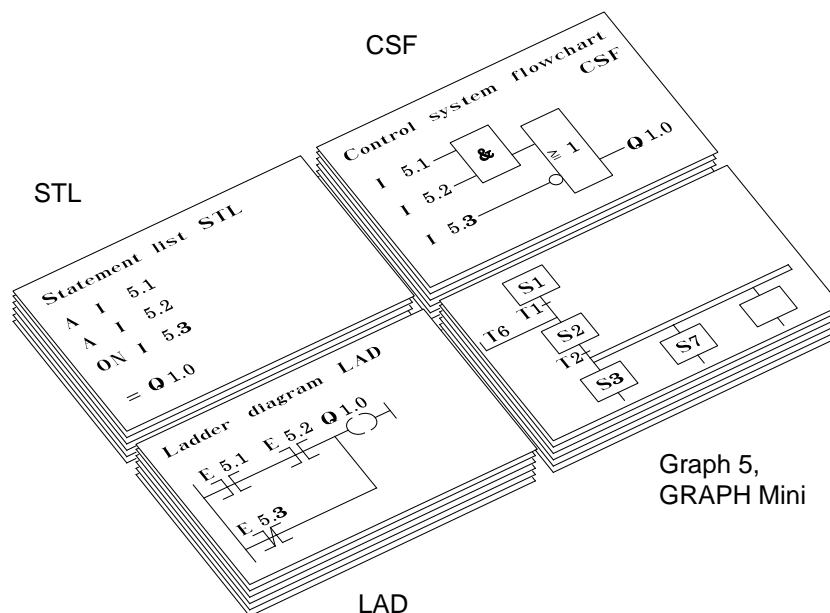 CSF
Control system flowchart
CSF
I 5.1
I 5.2
I 5.3
&
≥ 1
Q 1.0
STL
Statement list STL
A I 5.1
A I 5.2
ON I 5.3
= Q 1.0
S1
T1
T6
S2
T2
S3
S7
Graph 5,
GRAPH Mini
Ladder diagram LAD
E 5.1
E 5.2
Q 1.0
E 5.3
LAD